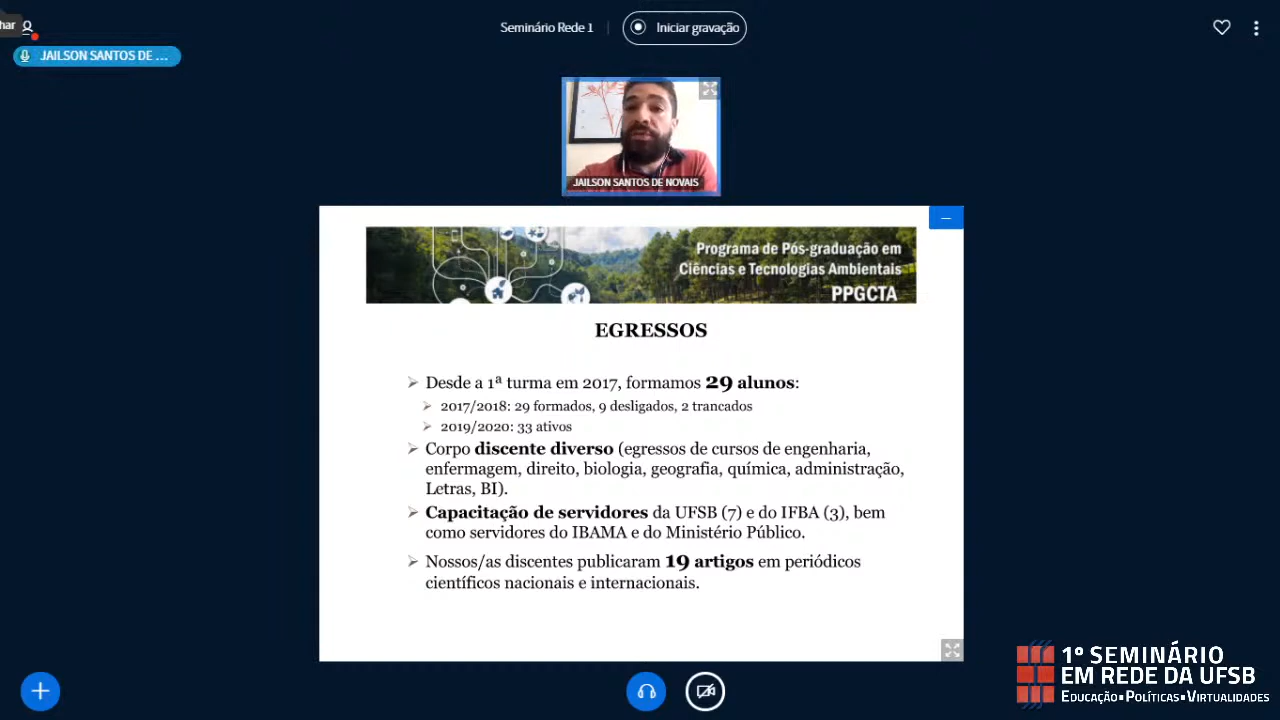 har
Seminário Rede 1
Iniciar gravação
JAILSON SANTOS DE ...
JAILSON SANTOS DE NOVAIS
Programa de Pós-graduação em
Ciências e Tecnologias Ambientais
PPGCTA
EGRESSOS
➢ Desde a 1ª turma em 2017, formamos 29 alunos:
➢ 2017/2018: 29 formados, 9 desligados, 2 trancados
➢ 2019/2020: 33 ativos
➢ Corpo discente diverso (egressos de cursos de engenharia,
enfermagem, direito, biologia, geografia, química, administração,
Letras, BI).
➢ Capacitação de servidores da UFSB (7) e do IFBA (3), bem
como servidores do IBAMA e do Ministério Público.
➢ Nossos/as discentes publicaram 19 artigos em periódicos
científicos nacionais e internacionais.
1º SEMINÁRIO
EM REDE DA UFSB
EDUCAÇÃO▪POLÍTICAS▪VIRTUALIDADES